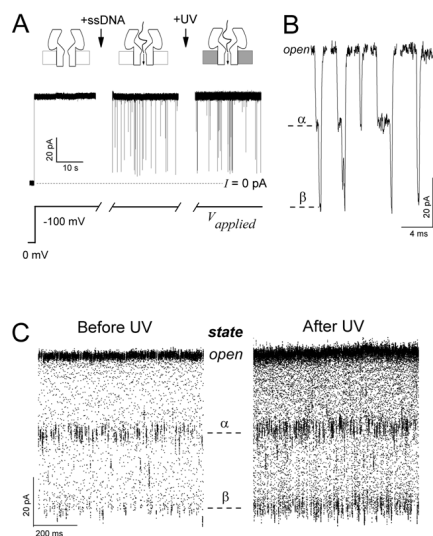 A
+ssDNA
+UV
20 pA
10 s
I = 0 pA
-100 mV
0 mV
Vapplied
B
open
α
β
20 pA
4 ms
C
Before UV
state
After UV
open
α
β
20 pA
200 ms